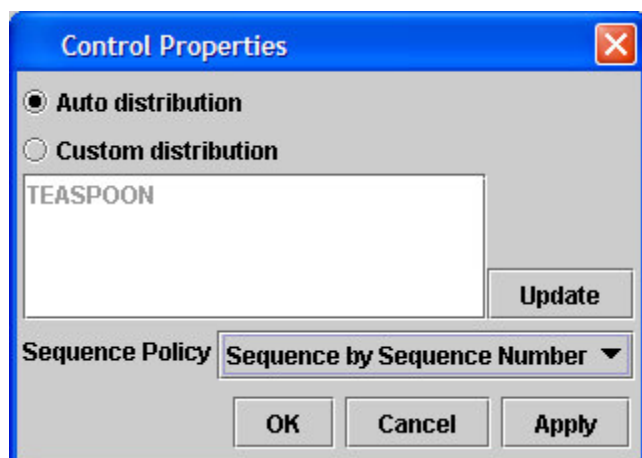 Control Properties
Auto distribution
Custom distribution
TEASPOON
Update
Sequence Policy Sequence by Sequence Number
OK Cancel Apply